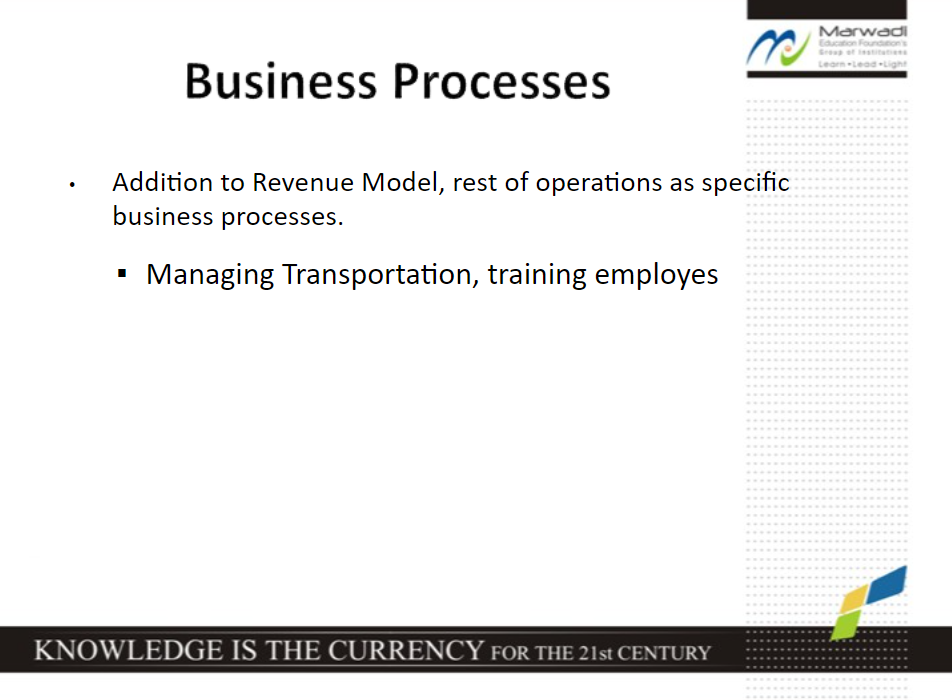 Marwadi
Education Foundation's
Group of Institutions
Learn • Lead • Light
Business Processes
• Addition to Revenue Model, rest of operations as specific
business processes.
▪ Managing Transportation, training employes
KNOWLEDGE IS THE CURRENCY FOR THE 21st CENTURY